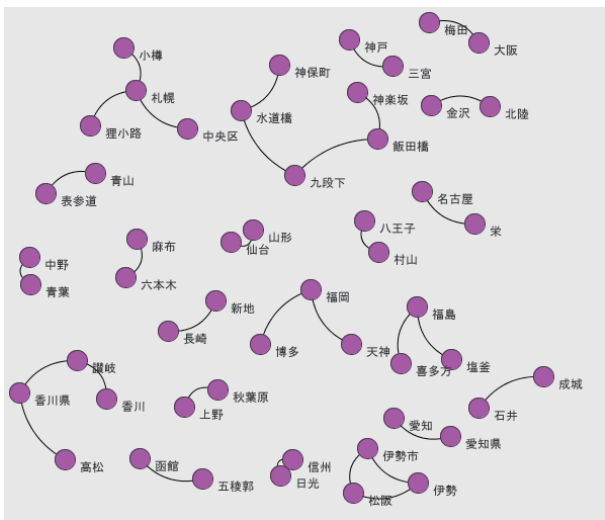 梅田
大阪
神戸
三宮
小樽
札幌
狸小路
中央区
神保町
水道橋
神楽坂
飯田橋
九段下
金沢
北陸
青山
表参道
名古屋
栄
八王子
村山
山形
仙台
麻布
六本木
中野
青葉
新地
長崎
福岡
博多
天神
福島
喜多方
塩釜
讃岐
香川県
香川
高松
秋葉原
上野
成城
石井
愛知
愛知県
函館
五稜郭
信州
日光
伊勢市
伊勢
松阪